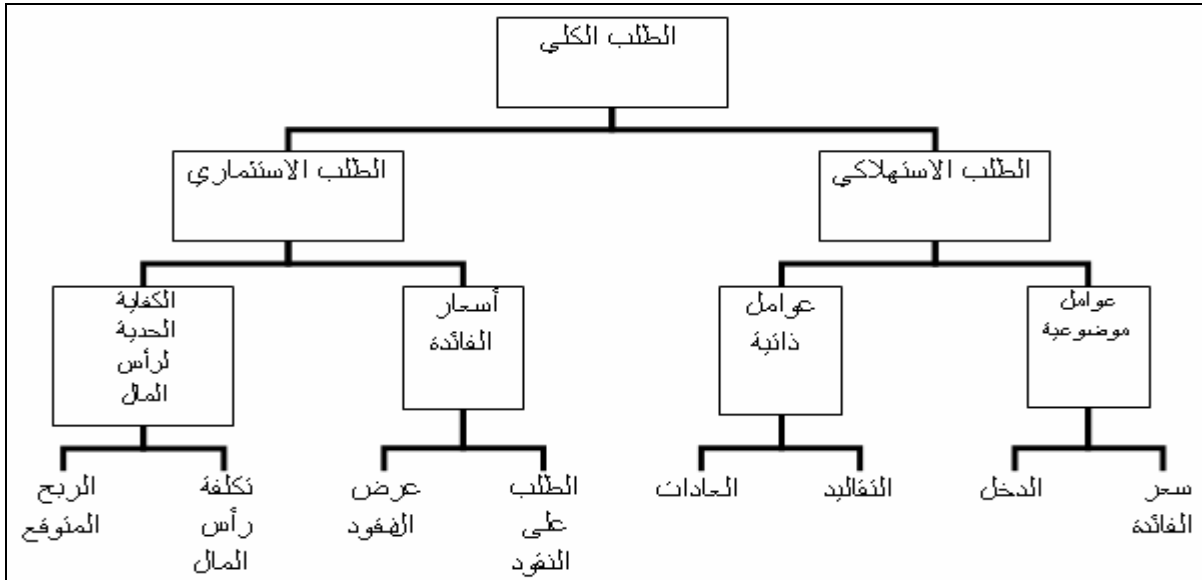 الطلب الكلي
الطلب الاستهلاكي
الطلب الاستثماري
عوامل
موضوعية
عوامل
ذاتية
أسعار
الفائدة
الكفاية
الحدية
لرأس
المال
سعر
الفائدة
الدخل
التقاليد
العادات
الطلب
على
النقود
عرض
النقود
تكلفة
رأس
المال
الربح
المتوقع